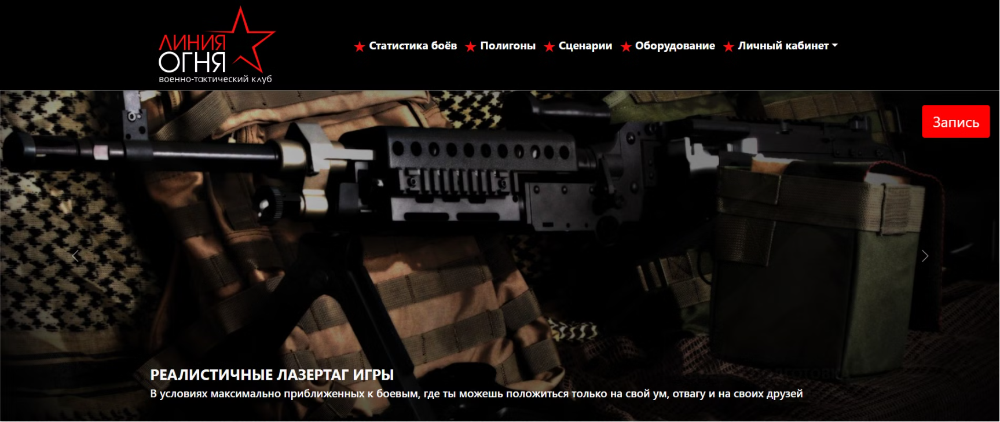 ЛИНИЯ
ОГНЯ
военно-тактический клуб
Статистика боёв Полигоны Сценарии Оборудование Личный кабинет
Запись
РЕАЛИСТИЧНЫЕ ЛАЗЕРТАГ ИГРЫ
В условиях максимально приближенных к боевым, где ты можешь положиться только на свой ум, отвагу и на своих друзей